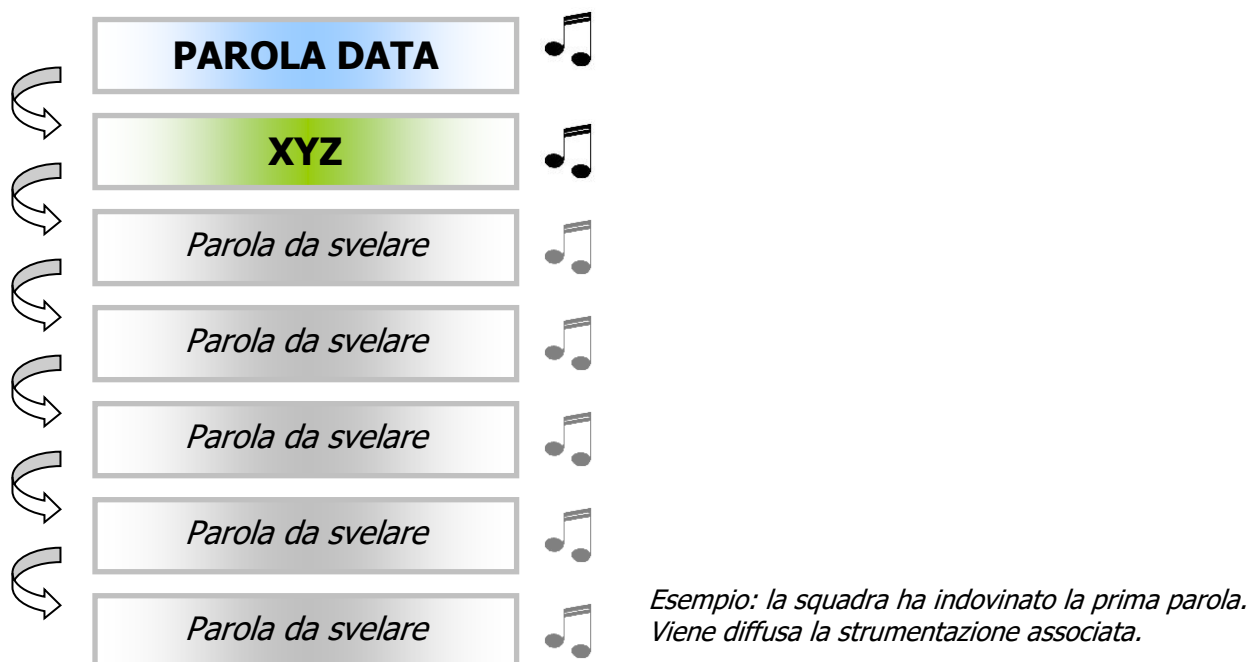 PAROLA DATA
XYZ
Parola da svelare
Parola da svelare
Parola da svelare
Parola da svelare
Parola da svelare
Esempio: la squadra ha indovinato la prima parola.
Viene diffusa la strumentazione associata.